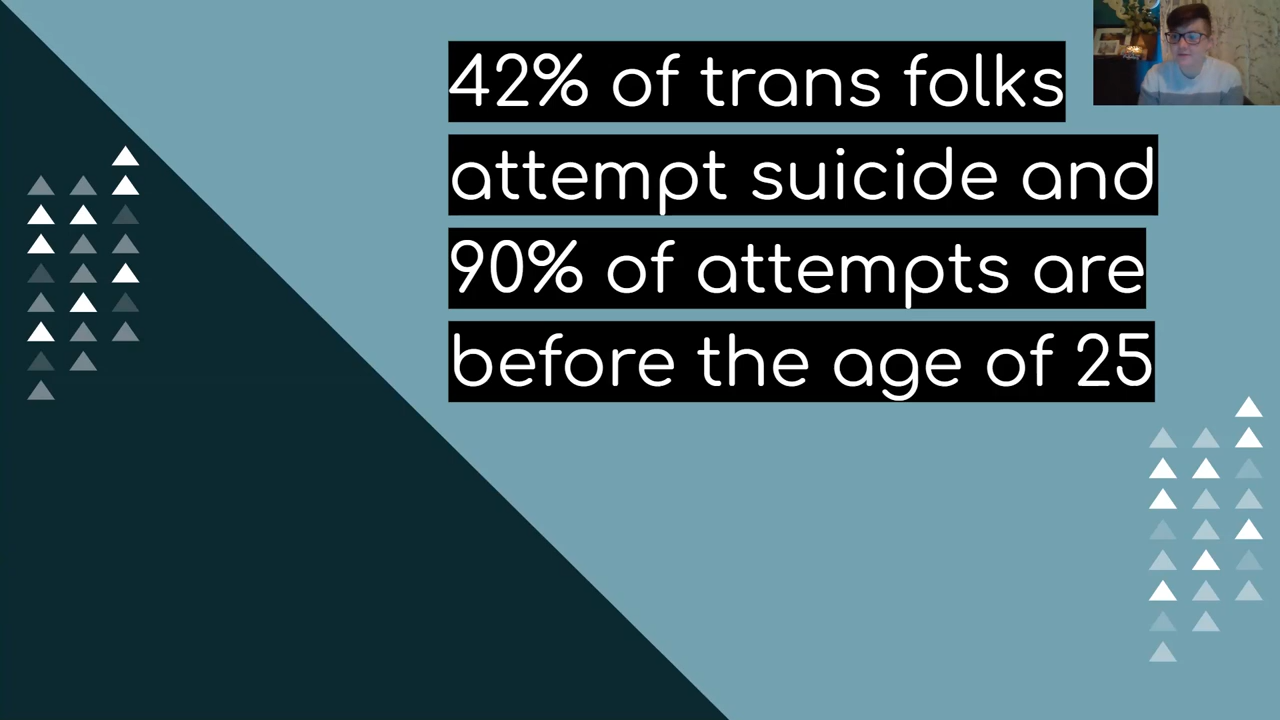 42% of trans folks
attempt suicide and
90% of attempts are
before the age of 25